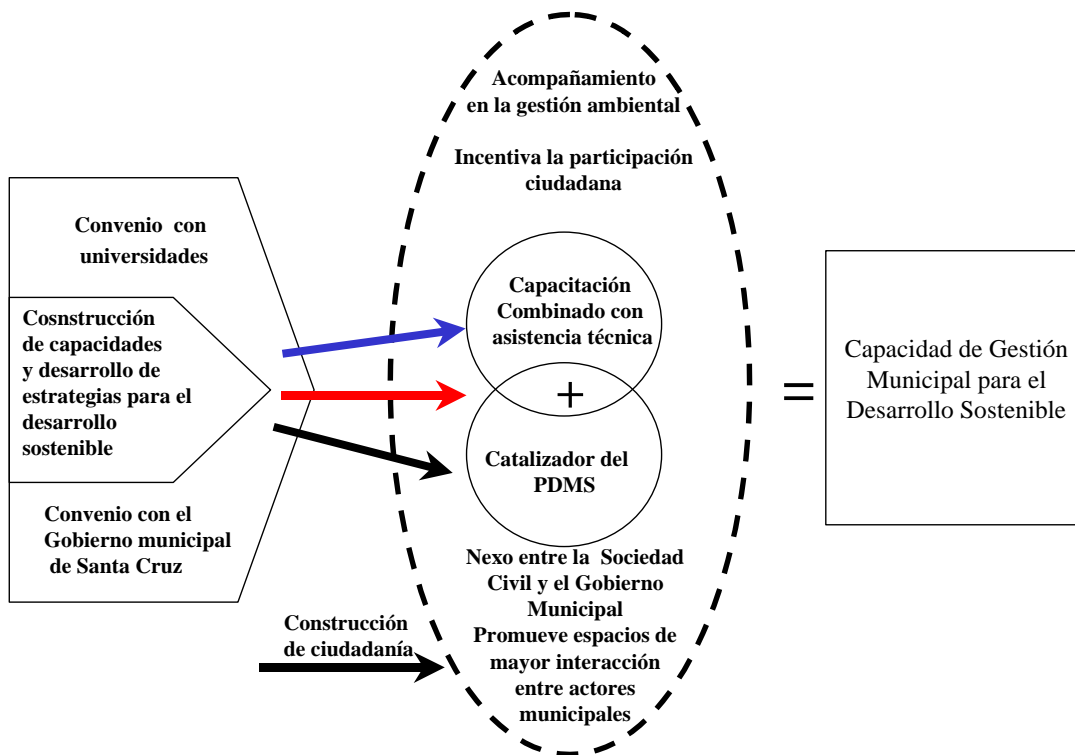 Convenio con
universidades
Cosnstrucción
de capacidades
y desarrollo de
estrategias para el
desarrollo
sostenible
Convenio con el
Gobierno municipal
de Santa Cruz
Construcción
de ciudadanía
Acompañamiento
en la gestión ambiental
Incentiva la participación
ciudadana
Capacitación
Combinado con
asistencia técnica
+
Catalizador del
PDMS
Nexo entre la Sociedad
Civil y el Gobierno
Municipal
Promueve espacios de
mayor interacción
entre actores
municipales
=
Capacidad de Gestión
Municipal para el
Desarrollo Sostenible